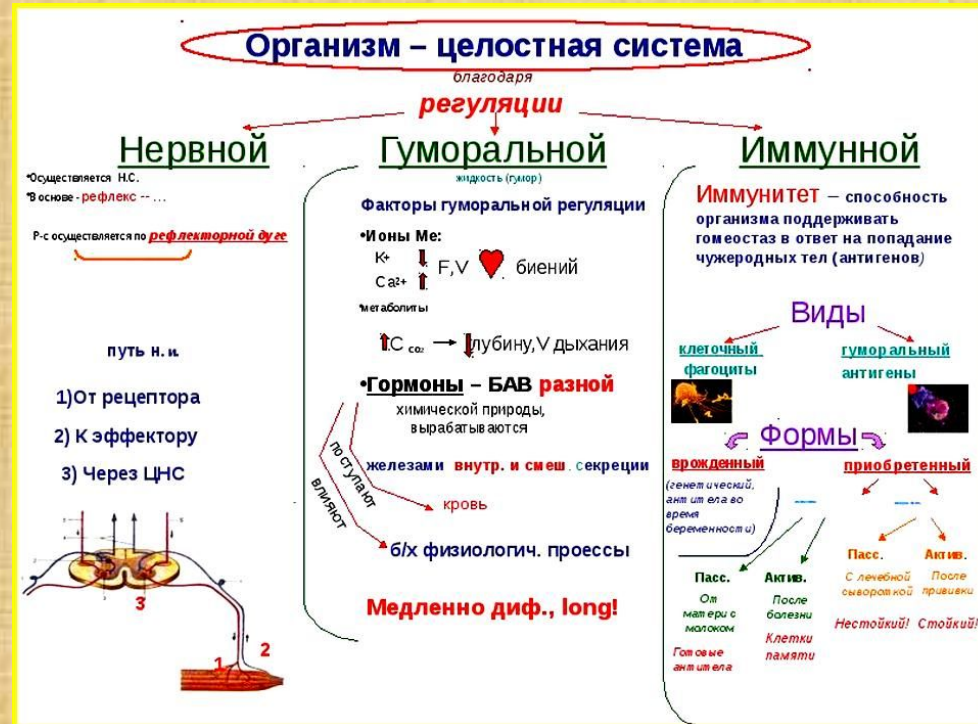 Организм – целостная система
благодаря
регуляции
Нервной
*Осуществляется Н.С.
*В основе - рефлекс -- ...
Р-с осуществляется по рефлекторной дуге
путь н. и.
1)От рецептора
2) К эффектору
3) Через ЦНС
3
2
1
Гуморальной
жидкость (гумор)
Факторы гуморальной регуляции
•Ионы Ме:
К+
Са²+
F,V биений
*метаболиты
С СО₂ глубину,V дыхания
•Гормоны – БАВ разной
химической природы,
вырабатываются
железами внутр. и смеш. секреции
поступают
влияют
кровь
б/х физиологич. проессы
Медленно диф., long!
Иммунной
Иммунитет – способность
организма поддерживать
гомеостаз в ответ на попадание
чужеродных тел (антигенов)
Виды
клеточный
фагоциты
гуморальный
антигены
Формы
врожденный
(генетический,
антитела во
время
беременности)
приобретенный
Пасс.
От
матери с
молоком
Готовые
антитела
Актив.
После
болезни
Клетки
памяти
Пасс.
С лечебной
сывороткой
Нестойкий!
Актив.
После
прививки
Стойкий!